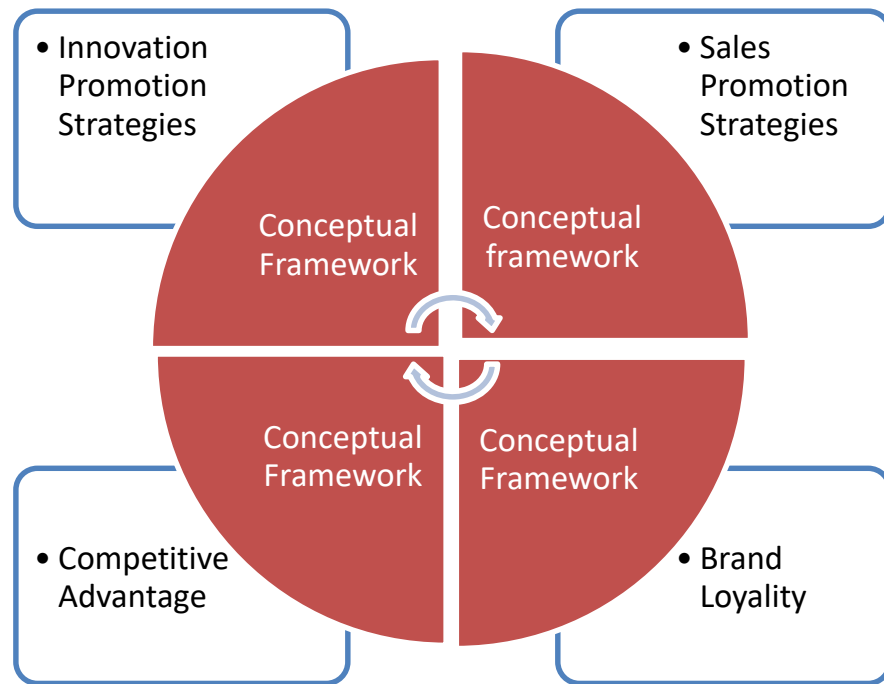 • Innovation
Promotion
Strategies
• Sales
Promotion
Strategies
Conceptual
Framework
Conceptual
framework
Conceptual
Framework
Conceptual
Framework
• Competitive
Advantage
• Brand
Loyality